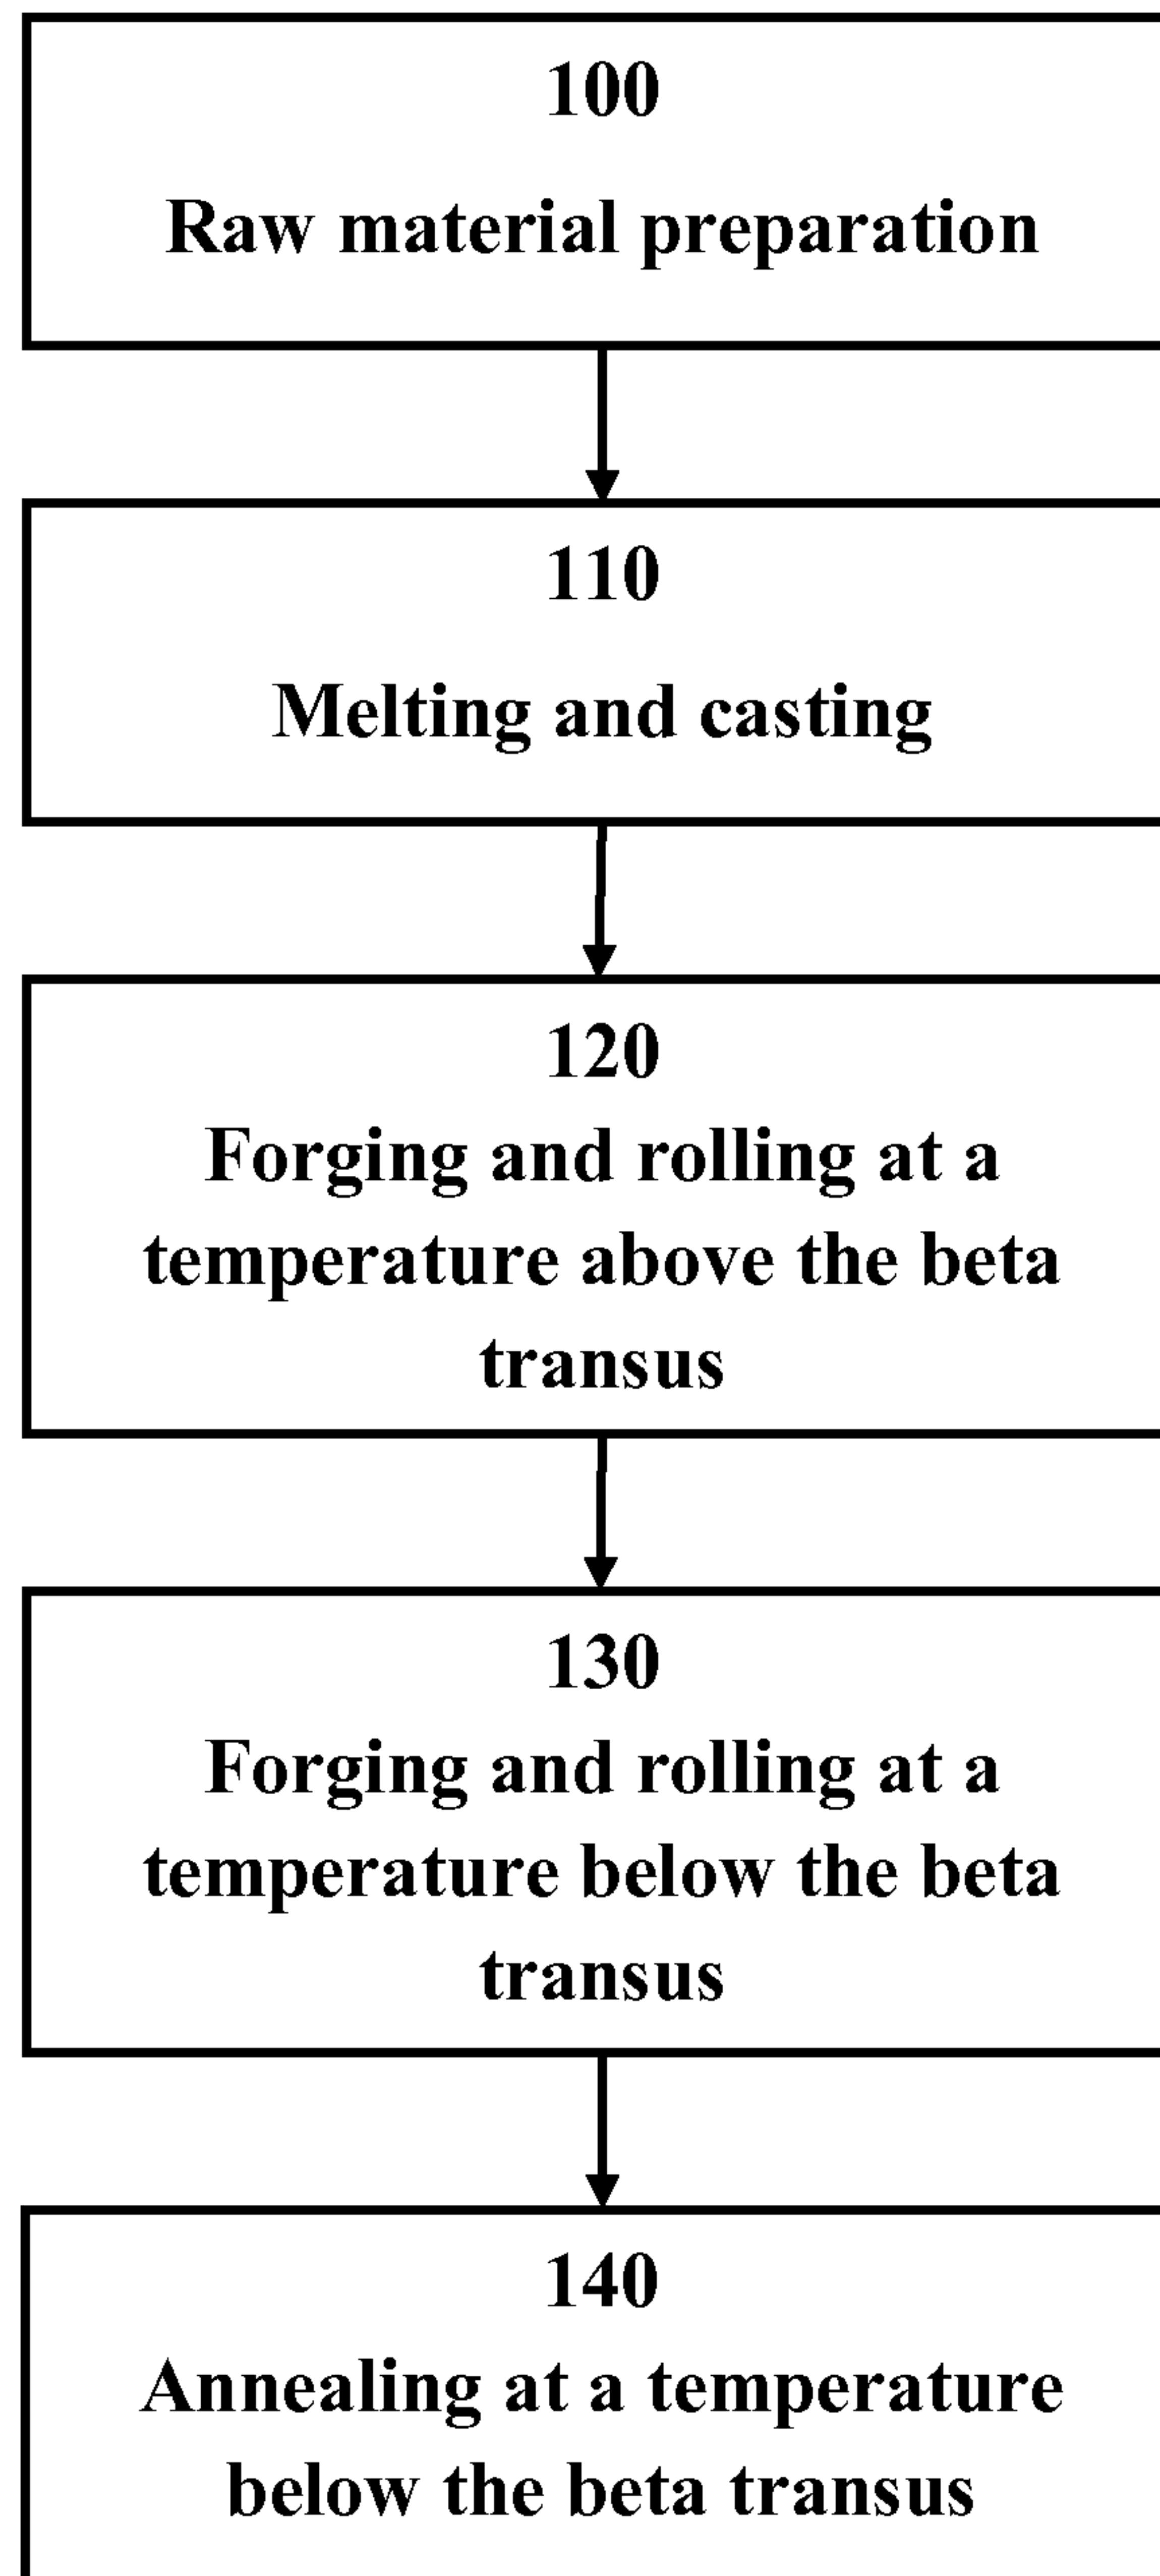 100
Raw material preparation
110
Melting and casting
120
Forging and rolling at a
temperature above the beta
transus
130
Forging and rolling at a
temperature below the beta
transus
140
Annealing at a temperature
below the beta transus